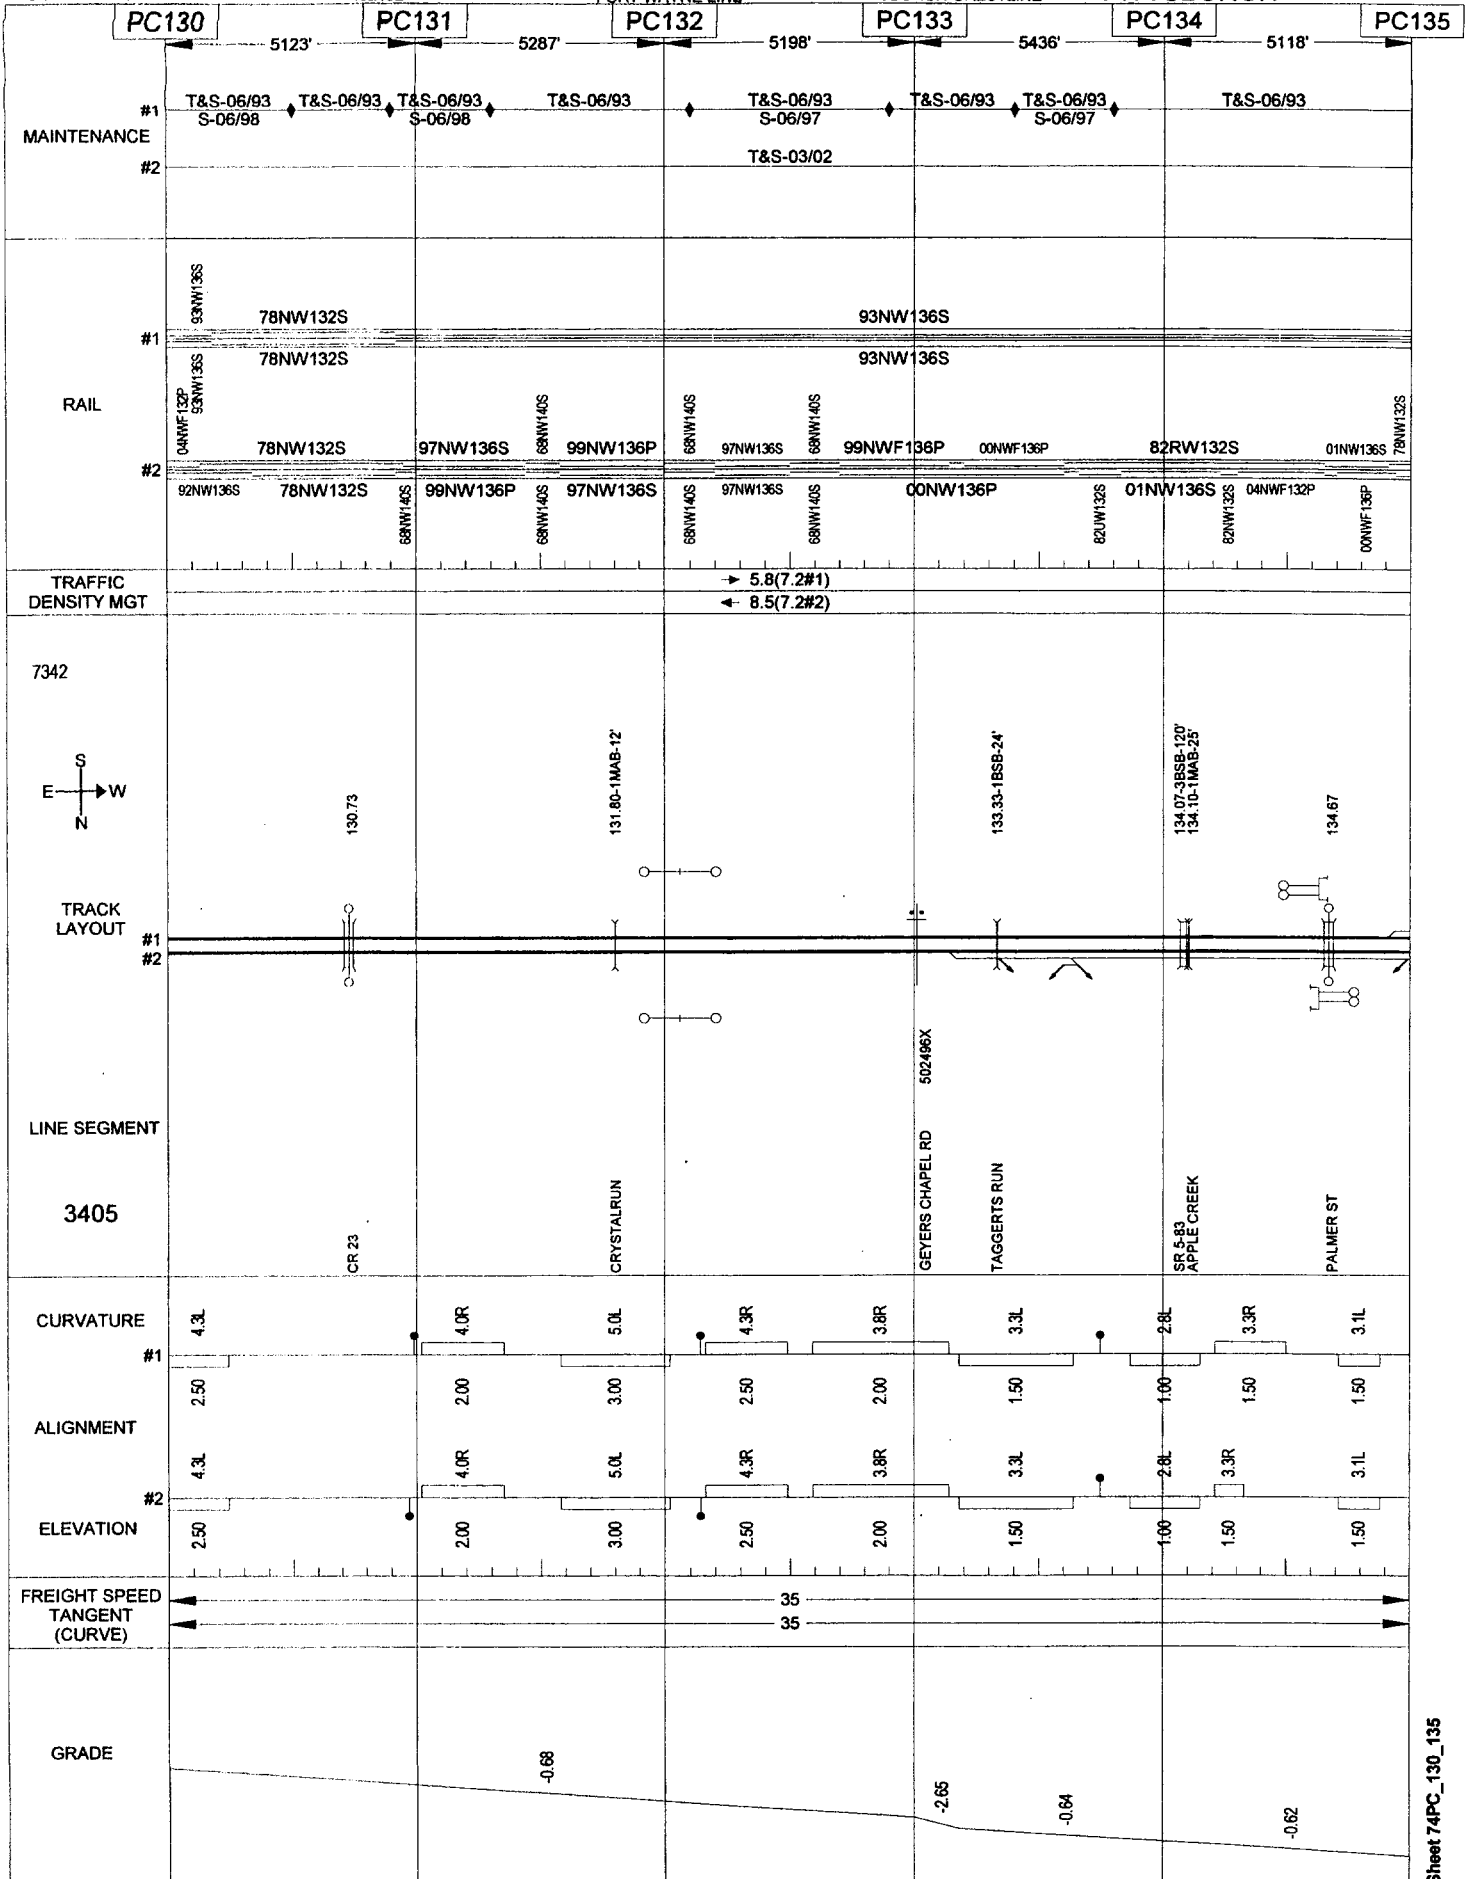 PC130 PC131 PC132 PC133 PC134 PC135
5123' 5287' 5198' 5436' 5118'
MAINTENANCE
#1 T&S-06/93 T&S-06/93 T&S-06/93 T&S-06/93 T&S-06/93 T&S-06/93 T&S-06/93 T&S-06/93
S-06/98 S-06/98 S-06/97 S-06/97
#2 T&S-03/02
RAIL
93NW136S
78NW132S 93NW136S
#1
78NW132S 93NW136S
93NW136S
04NWF132P 68NW140S 68NW140S 68NW140S 78NW132S
78NW132S 97NW136S 99NW136P 97NW136S 99NWF136P 00NWF136P 82RW132S 01NW136S
#2
92NW136S 78NW132S 99NW136P 97NW136S 97NW136S 00NW136P 01NW136S 04NWF132P
68NW140S 68NW140S 68NW140S 68NW140S 82UW132S 82NW132S 00NWF136P
TRAFFIC
DENSITY MGT
5.8(7.2#1)
8.5(7.2#2)
7342
S
E W
N
130.73
131.80-1MAB-12'
133.33-1BSB-24'
134.07-3BSB-120'
134.10-1MAB-25'
134.67
TRACK
LAYOUT
#1
#2
502496X
LINE SEGMENT
3405
CR 23
CRYSTALRUN
GEYERS CHAPEL RD
TAGGERTS RUN
SR 5-83
APPLE CREEK
PALMER ST
CURVATURE
4.3L 4.0R 5.0L 4.3R 3.8R 3.3L 2.8L 3.3R 3.1L
#1
2.50 2.00 3.00 2.50 2.00 1.50 1.00 1.50 1.50
ALIGNMENT
4.3L 4.0R 5.0L 4.3R 3.8R 3.3L 2.8L 3.3R 3.1L
#2
ELEVATION
2.50 2.00 3.00 2.50 2.00 1.50 1.00 1.50 1.50
FREIGHT SPEED
TANGENT
(CURVE)
35
35
GRADE
-0.68
-2.65
-0.64
-0.62
Sheet 74PC_130_135